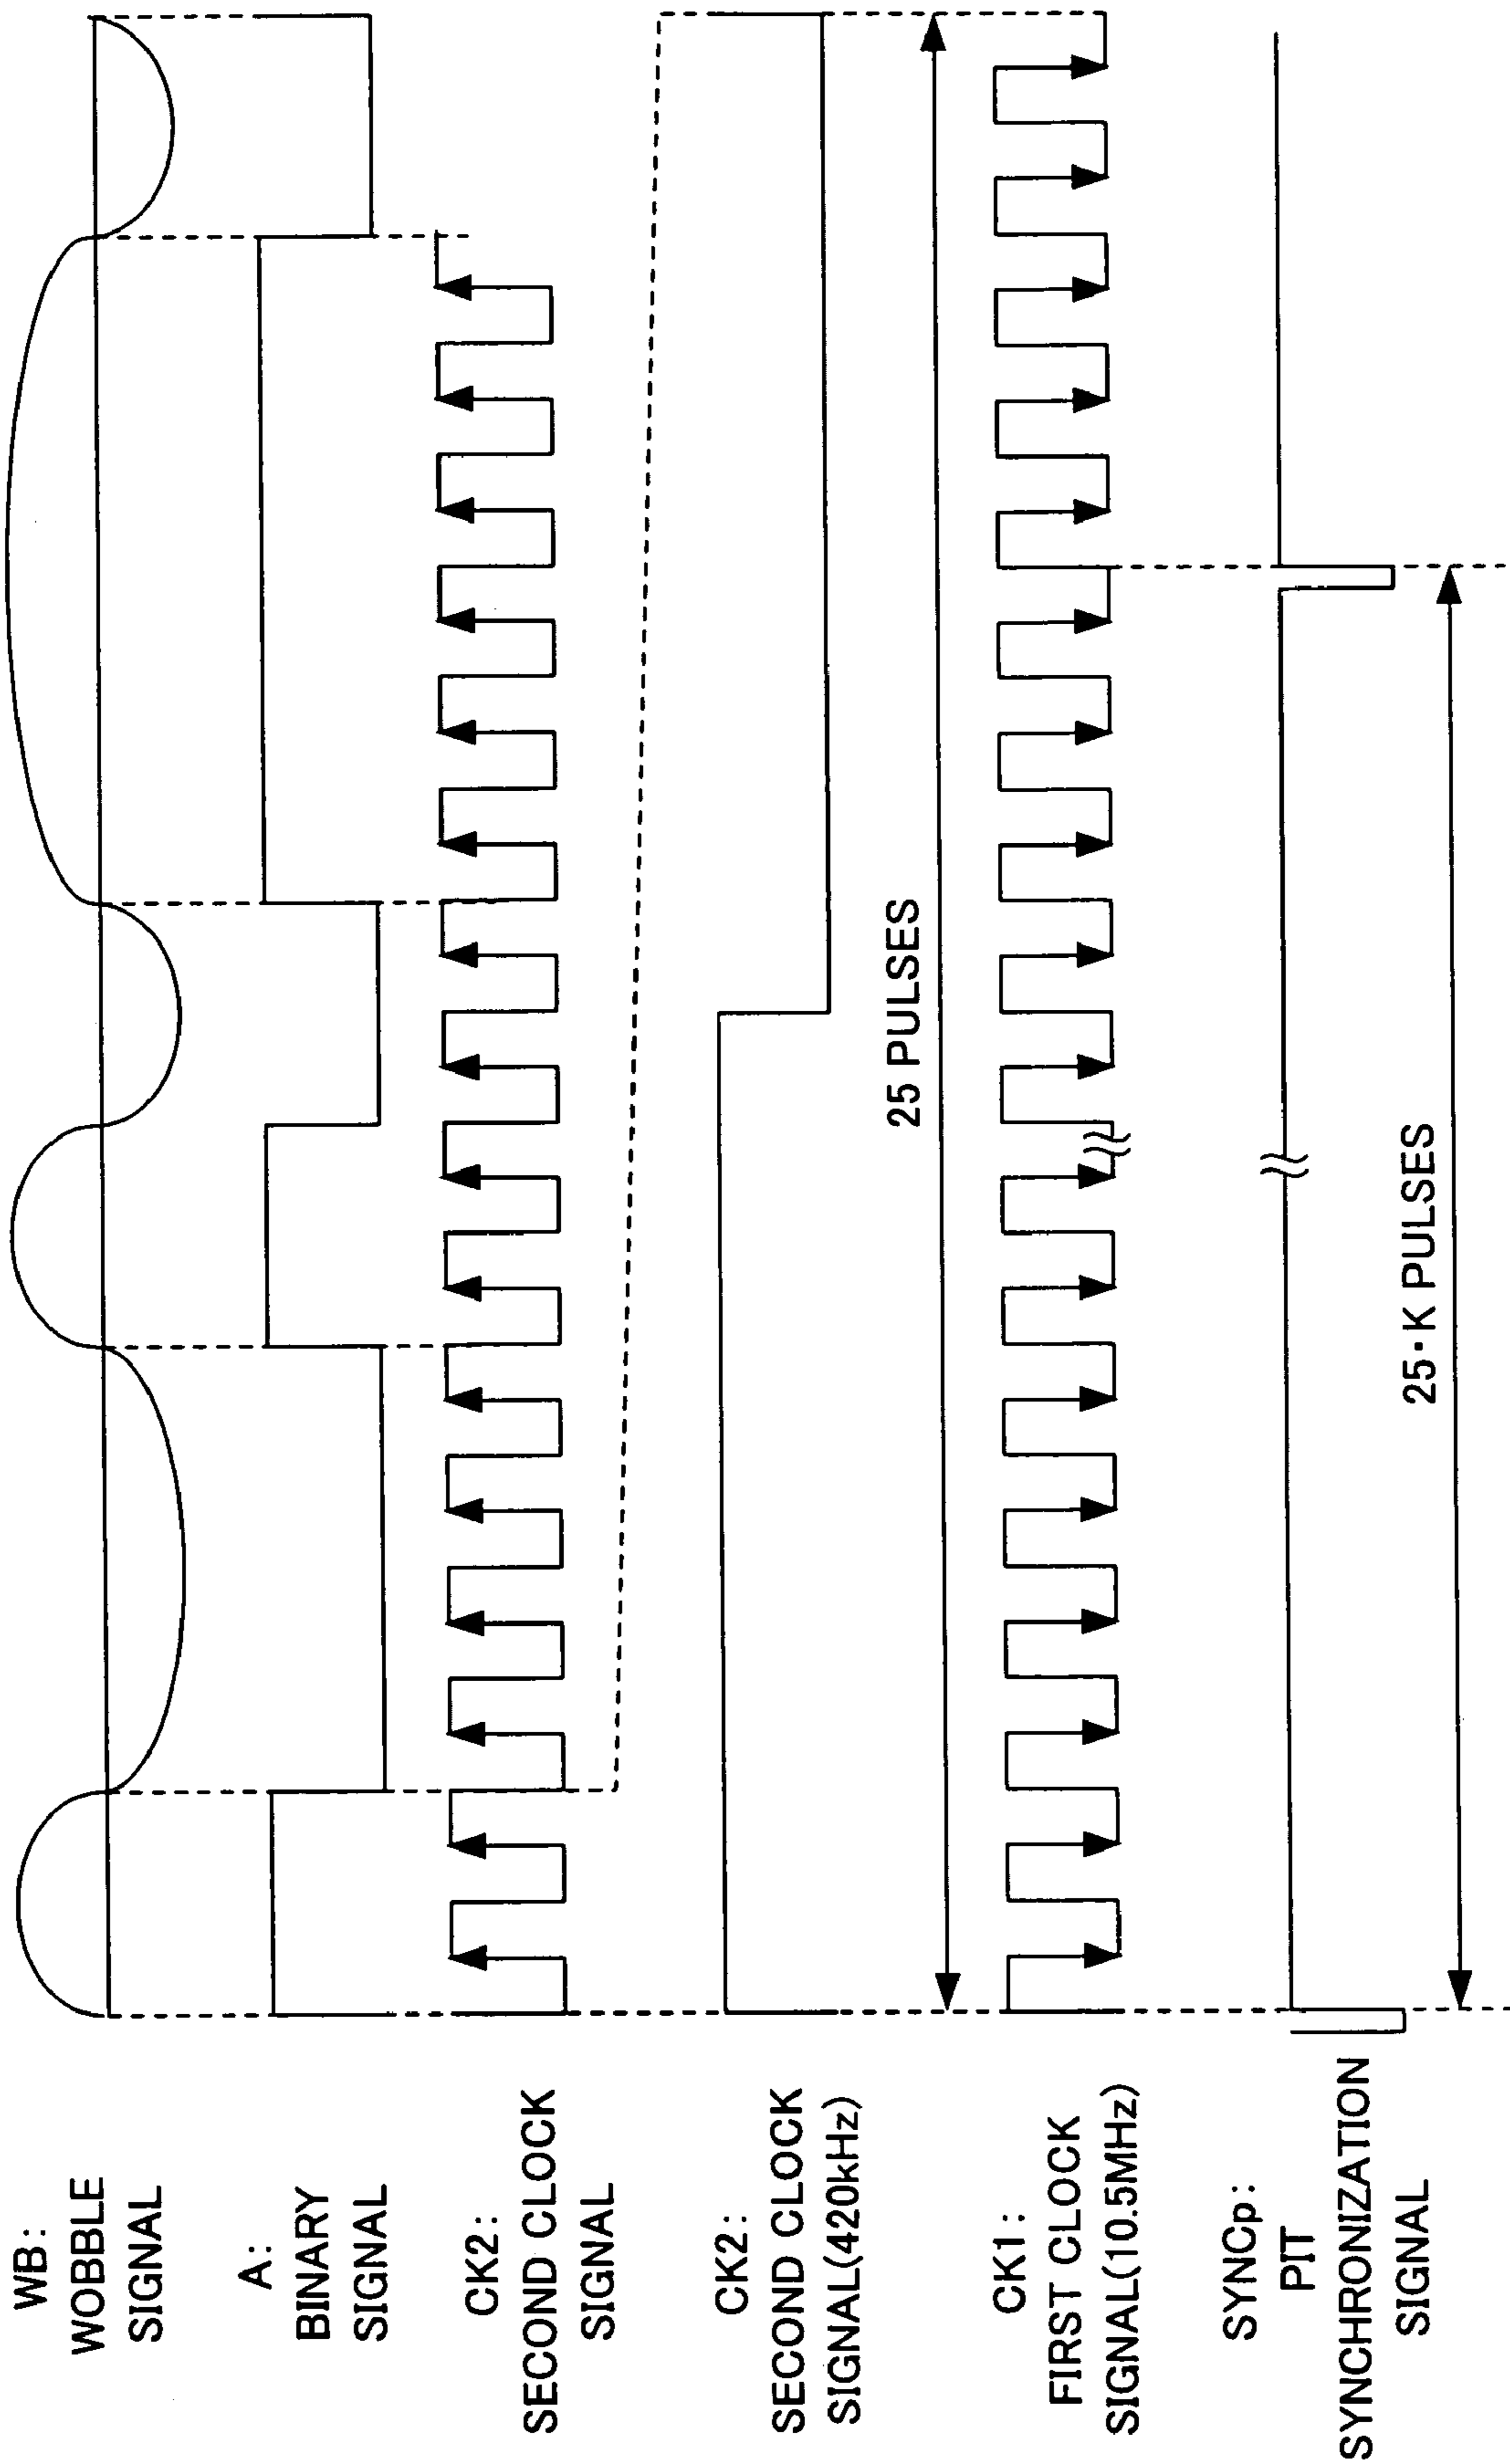 WB:
WOBBLE
SIGNAL
A:
BINARY
SIGNAL
CK2:
SECOND CLOCK
SIGNAL
CK2:
SECOND CLOCK
SIGNAL(420kHz)
25 PULSES
CK1:
FIRST CLOCK
SIGNAL(10.5MHz)
SYNCp:
PIT
SYNCHRONIZATION
SIGNAL
25·K PULSES